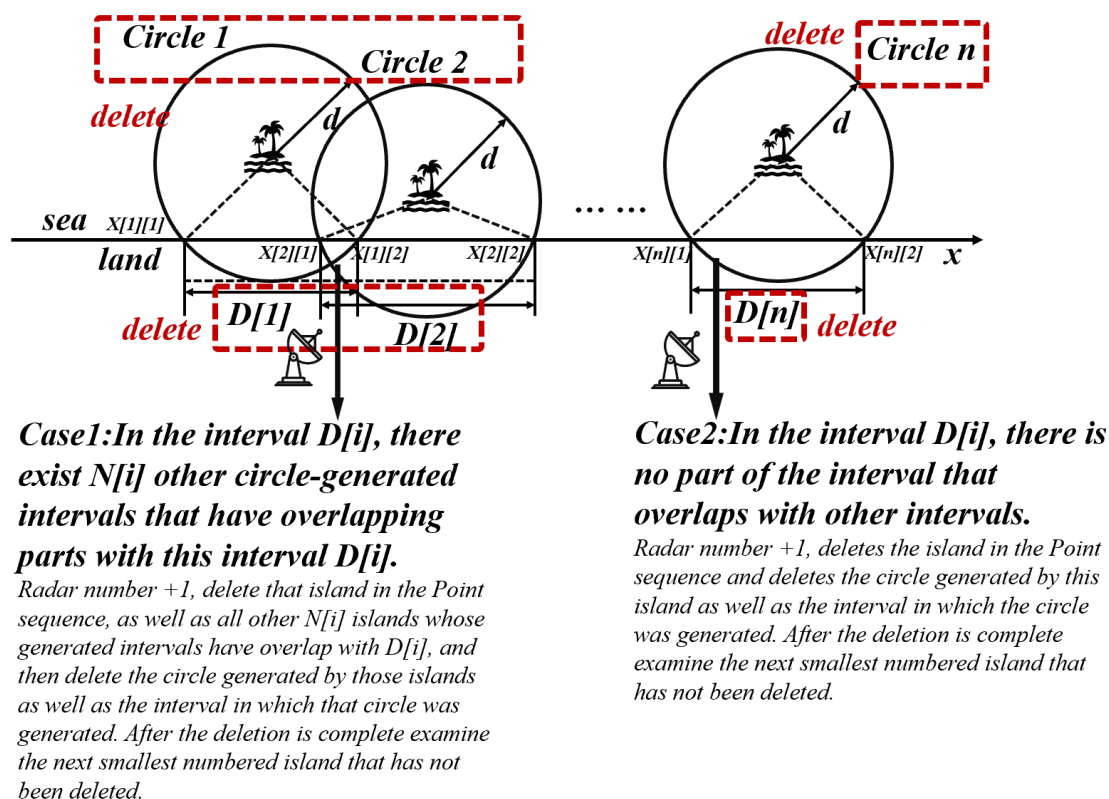 Circle 1
delete
Circle n
Circle 2
delete
d
d
d
sea
X[1][1]
... ...
land
X[2][1]
X[1][2]
X[2][2]
X[n][1]
X[n][2]
x
delete
D[1]
D[2]
D[n]
delete
Case1:In the interval D[i], there
exist N[i] other circle-generated
intervals that have overlapping
parts with this interval D[i].
Radar number +1, delete that island in the Point
sequence, as well as all other N[i] islands whose
generated intervals have overlap with D[i], and
then delete the circle generated by those islands
as well as the interval in which that circle was
generated. After the deletion is complete examine
the next smallest numbered island that has not
been deleted.
Case2:In the interval D[i], there is
no part of the interval that
overlaps with other intervals.
Radar number +1, deletes the island in the Point
sequence and deletes the circle generated by this
island as well as the interval in which the circle
was generated. After the deletion is complete
examine the next smallest numbered island that
has not been deleted.